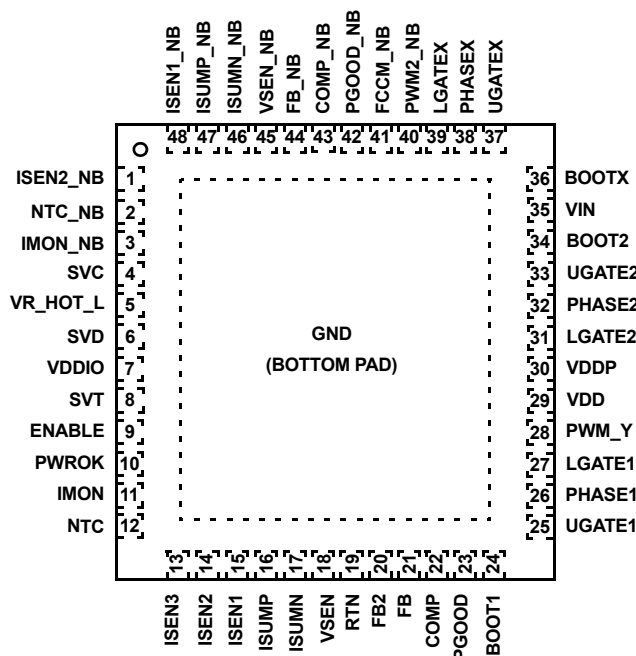 ISEN1_NB
ISUMP_NB
ISUMN_NB
VSEN_NB
FB_NB
COMP_NB
PGOOD_NB
FCCM_NB
PWM2_NB
LGATEX
PHASEX
UGATEX
48 47 46 45 44 43 42 41 40 39 38 37
ISEN2_NB 1
NTC_NB 2
IMON_NB 3
SVC 4
VR_HOT_L 5
SVD 6
VDDIO 7
SVT 8
ENABLE 9
PWROK 10
IMON 11
NTC 12
GND
(BOTTOM PAD)
36 BOOTX
35 VIN
34 BOOT2
33 UGATE2
32 PHASE2
31 LGATE2
30 VDDP
29 VDD
28 PWM_Y
27 LGATE1
26 PHASE1
25 UGATE1
13 14 15 16 17 18 19 20 21 22 23 24
ISEN3
ISEN2
ISEN1
ISUMP
ISUMN
VSEN
RTN
FB2
FB
COMP
PGOOD
BOOT1